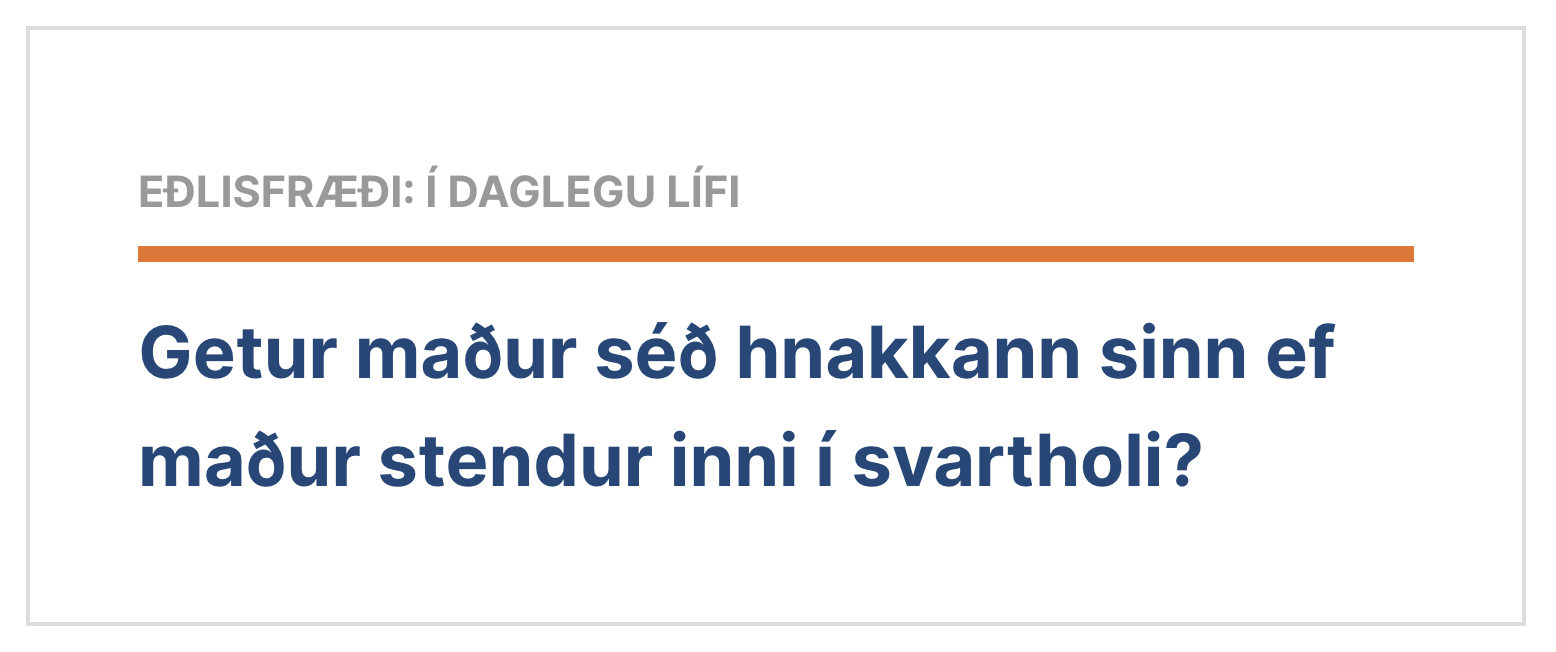 EÐLISFRÆÐI: Í DAGLEGU LÍFI
Getur maður séð hnakkann sinn ef
maður stendur inni í svartholi?